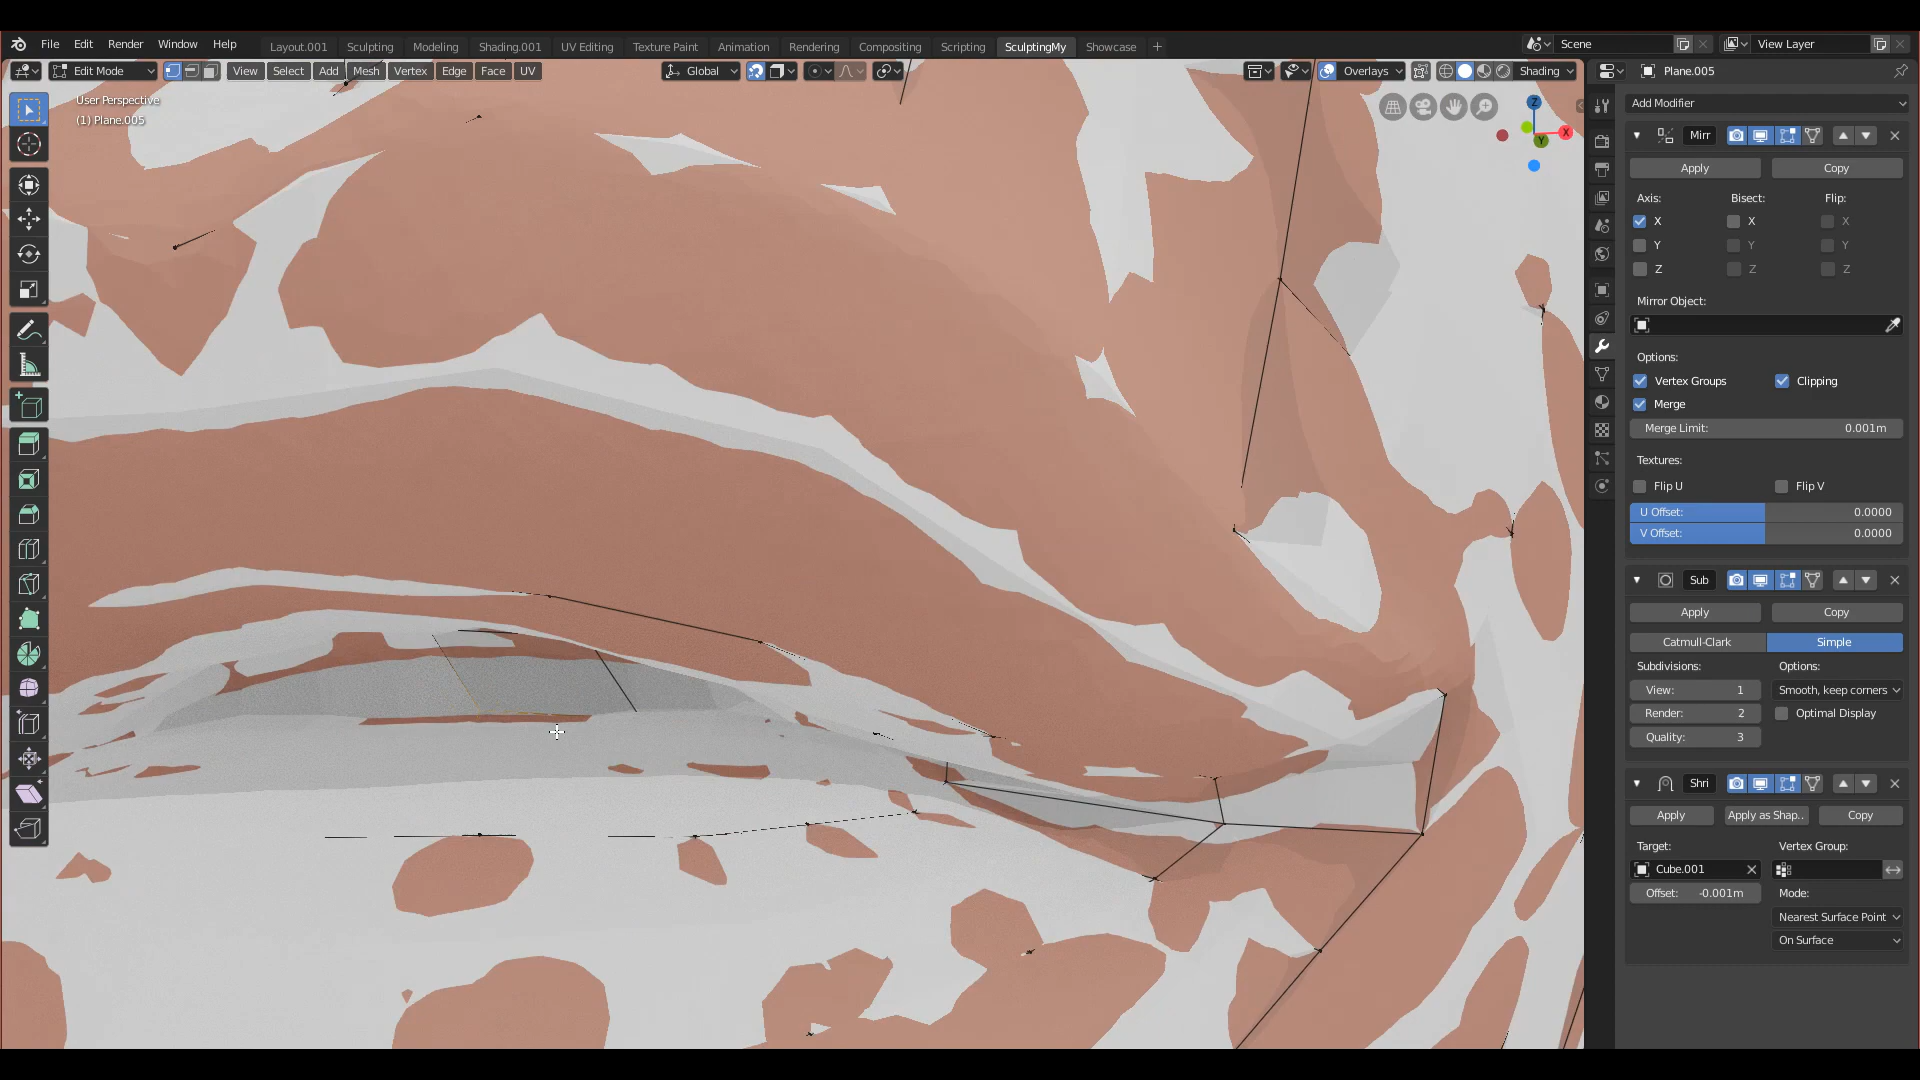 File Edit Render Window Help Layout.001 Sculpting Modeling Shading.001 UV Editing Texture Paint Animation Rendering Compositing Scripting SculptingMy Showcase + Scene View Layer
Edit Mode View Select Add Mesh Vertex Edge Face UV Global Overlays Shading Plane.005
User Perspective
(1) Plane.005
Z
X
Y
Add Modifier
Mirr
Apply Copy
Axis: Bisect: Flip:
X X X
Y Y Y
Z Z Z
Mirror Object:
Options:
Vertex Groups Clipping
Merge
Merge Limit: 0.001m
Textures:
Flip U Flip V
U Offset: 0.0000
V Offset: 0.0000
Sub
Apply Copy
Catmull-Clark Simple
Subdivisions: Options:
View: 1 Smooth, keep corners
Render: 2 Optimal Display
Quality: 3
Shri
Apply Apply as Shap.. Copy
Target: Vertex Group:
Cube.001
Offset: -0.001m Mode:
Nearest Surface Point
On Surface